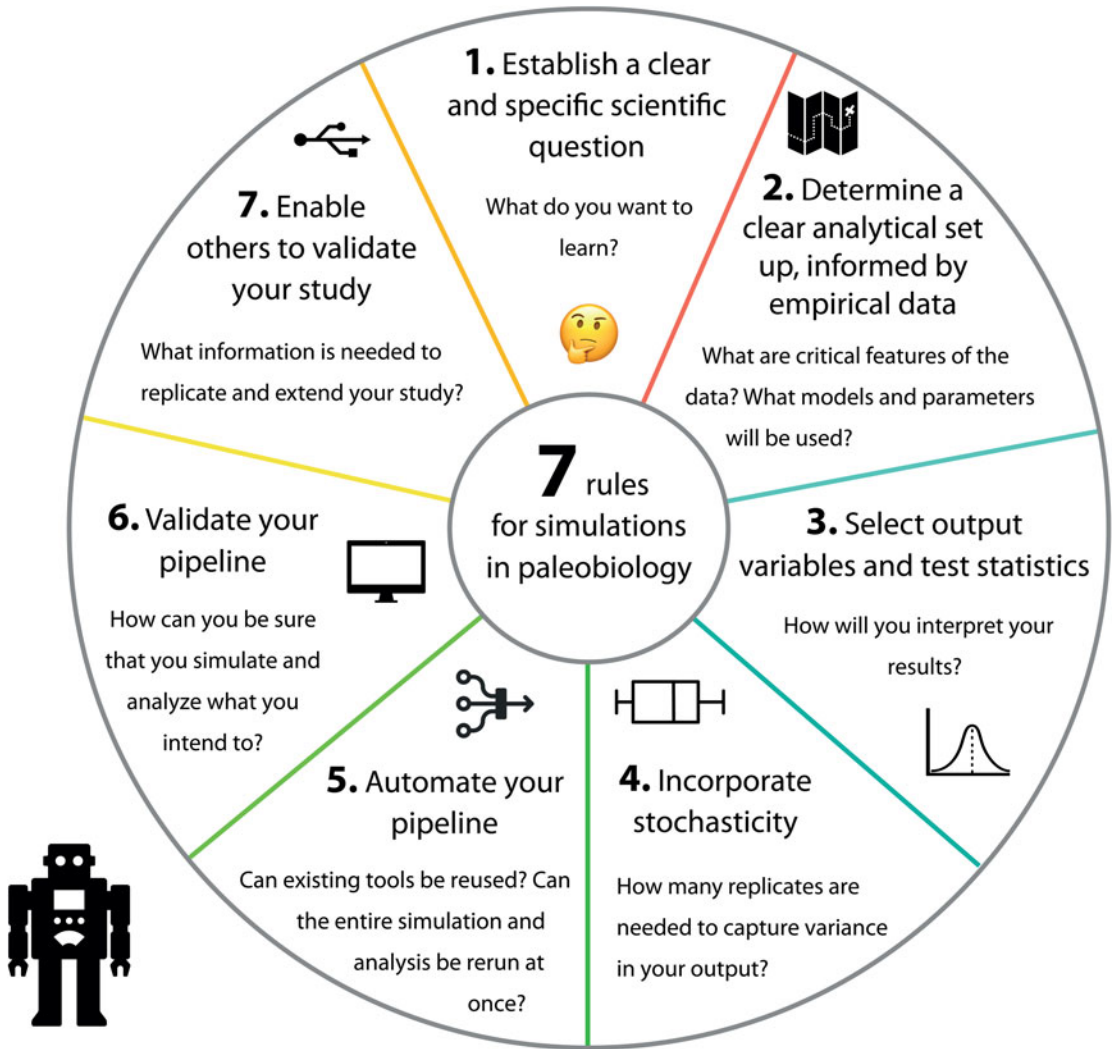 7 rules
for simulations
in paleobiology
1. Establish a clear
and specific scientific
question
What do you want to
learn?
2. Determine a
clear analytical set
up, informed by
empirical data
What are critical features of the
data? What models and parameters
will be used?
3. Select output
variables and test statistics
How will you interpret your
results?
4. Incorporate
stochasticity
How many replicates are
needed to capture variance
in your output?
5. Automate your
pipeline
Can existing tools be reused? Can
the entire simulation and
analysis be rerun at
once?
6. Validate your
pipeline
How can you be sure
that you simulate and
analyze what you
intend to?
7. Enable
others to validate
your study
What information is needed to
replicate and extend your study?